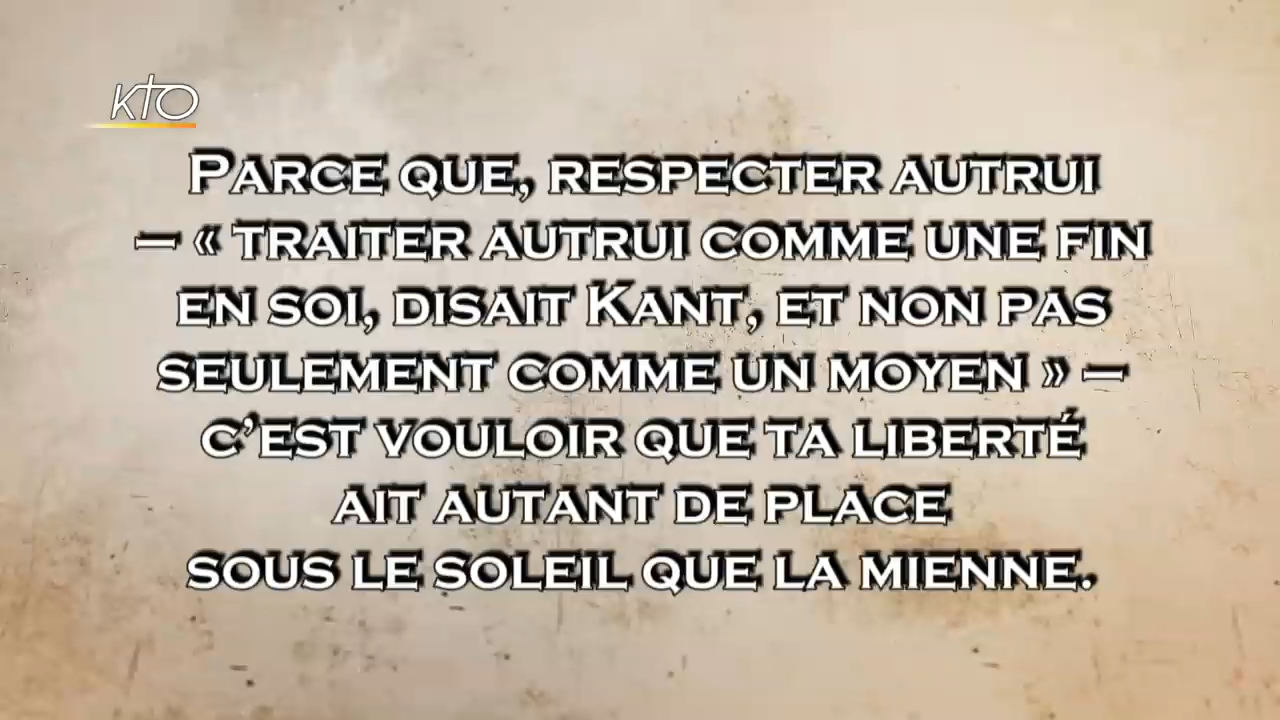 KTO
Parce que, respecter autrui
– « traiter autrui comme une fin
en soi, disait Kant, et non pas
seulement comme un moyen » –
c’est vouloir que ta liberté
ait autant de place
sous le soleil que la mienne.